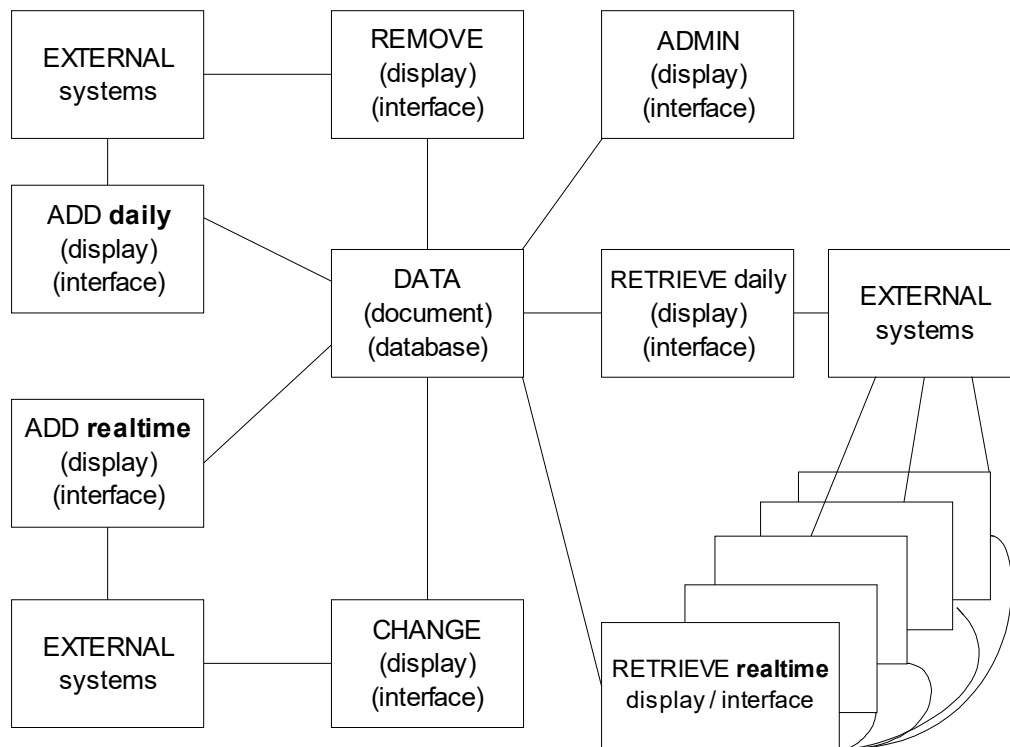 EXTERNAL
systems
REMOVE
(display)
(interface)
ADMIN
(display)
(interface)
ADD daily
(display)
(interface)
DATA
(document)
(database)
RETRIEVE daily
(display)
(interface)
EXTERNAL
systems
ADD realtime
(display)
(interface)
EXTERNAL
systems
CHANGE
(display)
(interface)
RETRIEVE realtime
display / interface